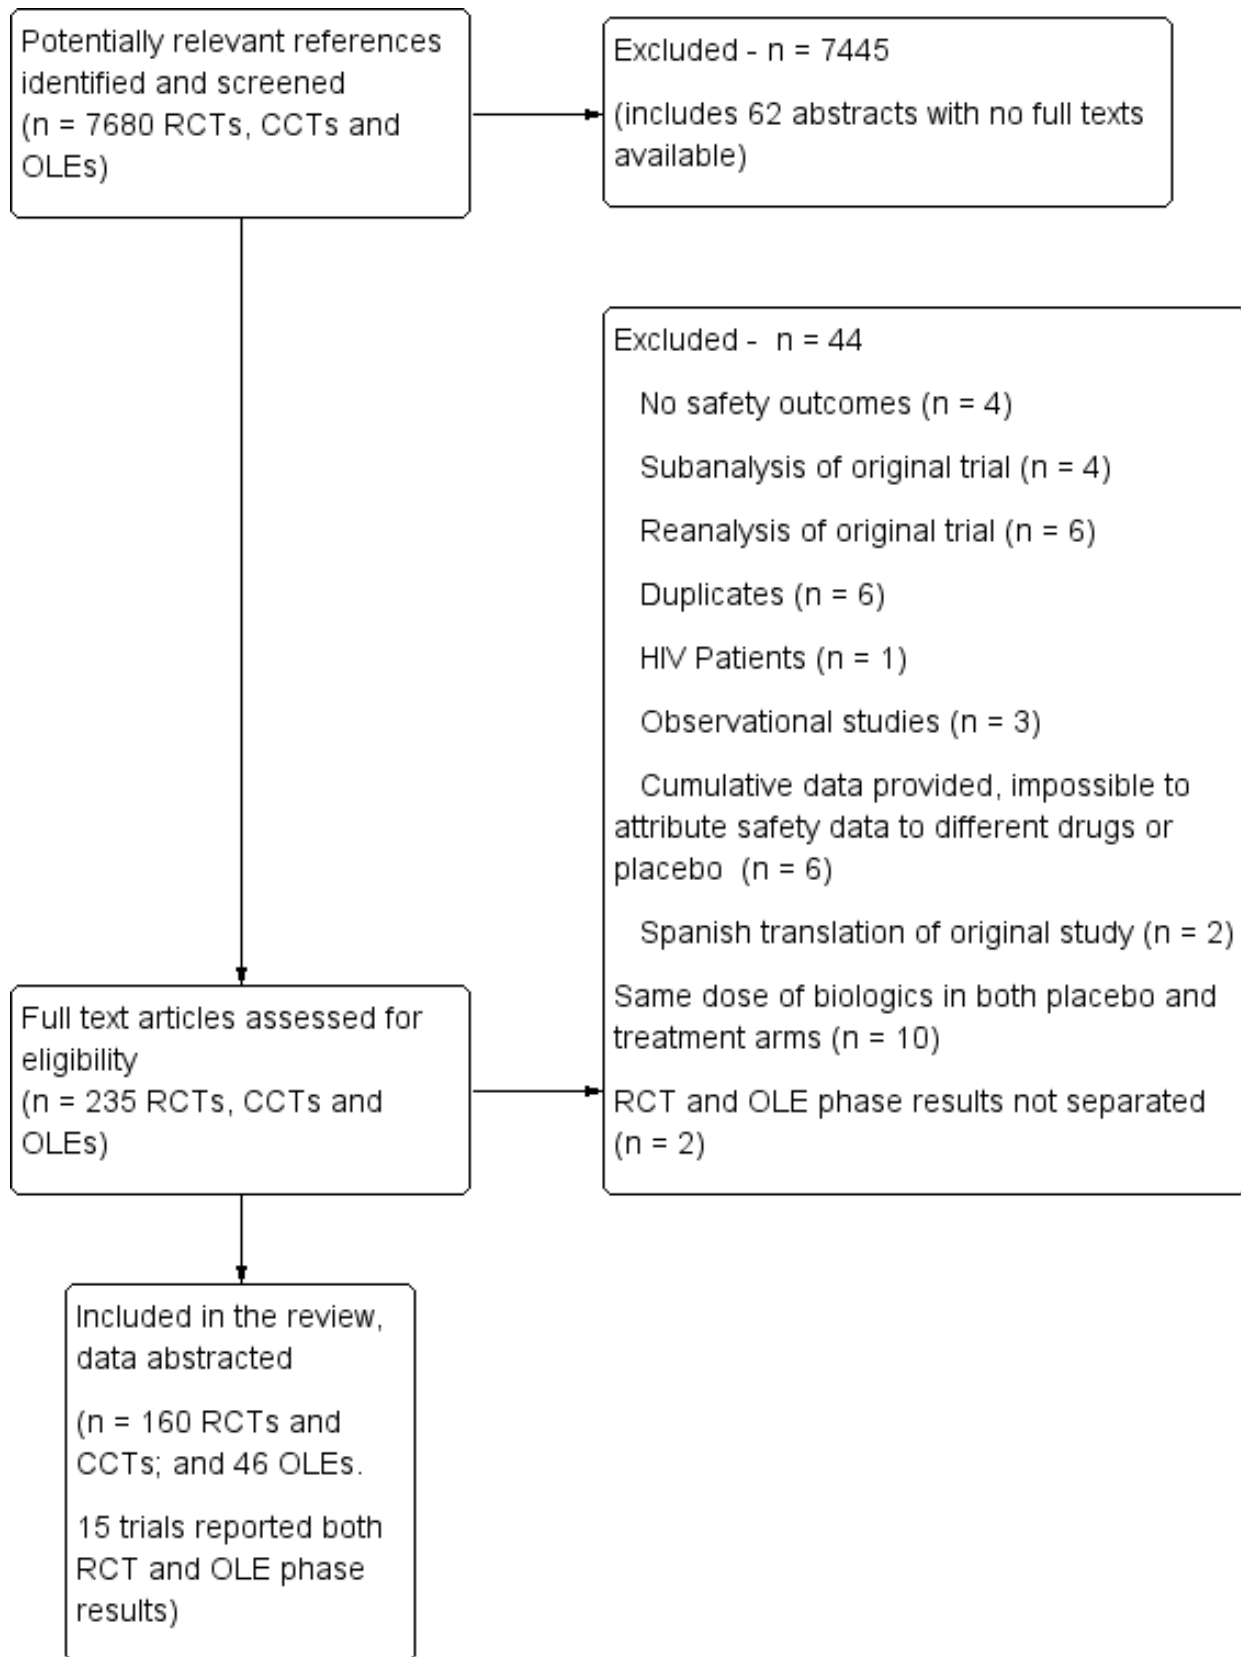 Potentially relevant references
identified and screened
(n = 7680 RCTs, CCTs and
OLEs)
Excluded - n = 7445
(includes 62 abstracts with no full texts
available)
Excluded -  n = 44
No safety outcomes (n = 4)
Subanalysis of original trial (n = 4)
Reanalysis of original trial (n = 6)
Duplicates (n = 6)
HIV Patients (n = 1)
Observational studies (n = 3)
Cumulative data provided, impossible to
attribute safety data to different drugs or
placebo  (n = 6)
Spanish translation of original study (n = 2)
Same dose of biologics in both placebo and
treatment arms (n = 10)
RCT and OLE phase results not separated
(n = 2)
Full text articles assessed for
eligibility
(n = 235 RCTs, CCTs and
OLEs)
Included in the review,
data abstracted
(n = 160 RCTs and
CCTs; and 46 OLEs.
15 trials reported both
RCT and OLE phase
results)